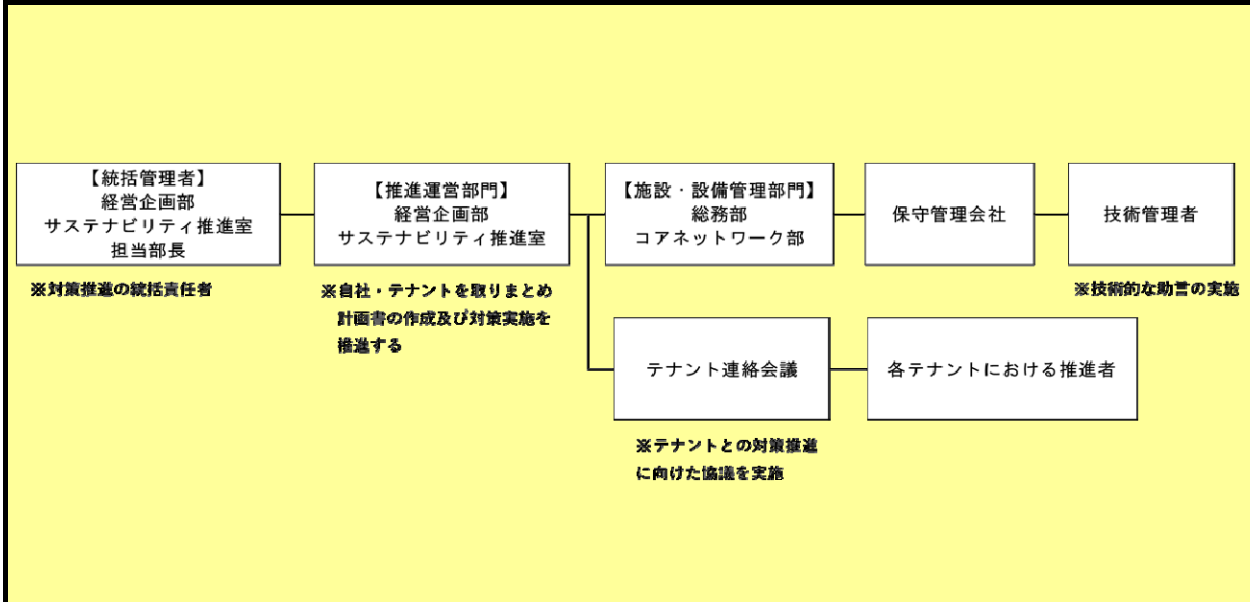 【統括管理者】
経営企画部
サステナビリティ推進室
担当部長
※対策推進の統括責任者
【推進運営部門】
経営企画部
サステナビリティ推進室
※自社・テナントを取りまとめ
計画書の作成及び対策実施を
推進する
【施設・設備管理部門】
総務部
コアネットワーク部
保守管理会社
技術管理者
※技術的な助言の実施
テナント連絡会議
※テナントとの対策推進
に向けた協議を実施
各テナントにおける推進者